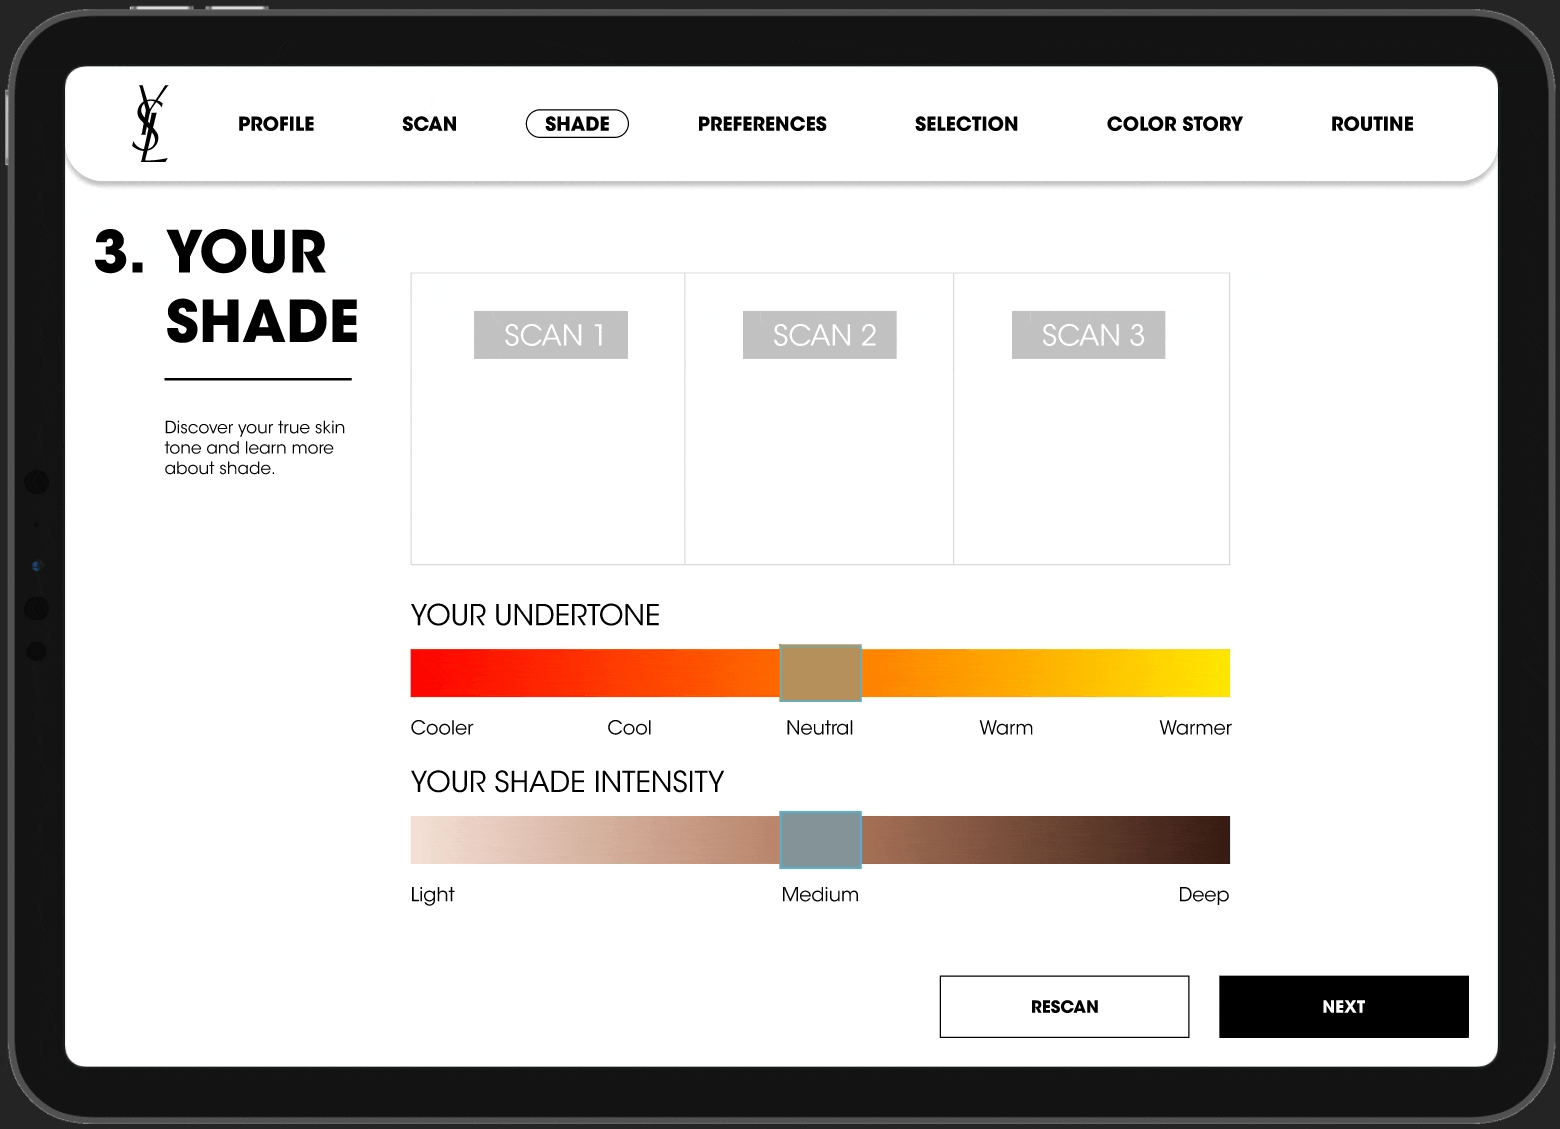 YSL
PROFILE SCAN SHADE PREFERENCES SELECTION COLOR STORY ROUTINE
3. YOUR
SHADE
Discover your true skin
tone and learn more
about shade.
SCAN 1 SCAN 2 SCAN 3
YOUR UNDERTONE
Cooler Cool Neutral Warm Warmer
YOUR SHADE INTENSITY
Light Medium Deep
RESCAN NEXT